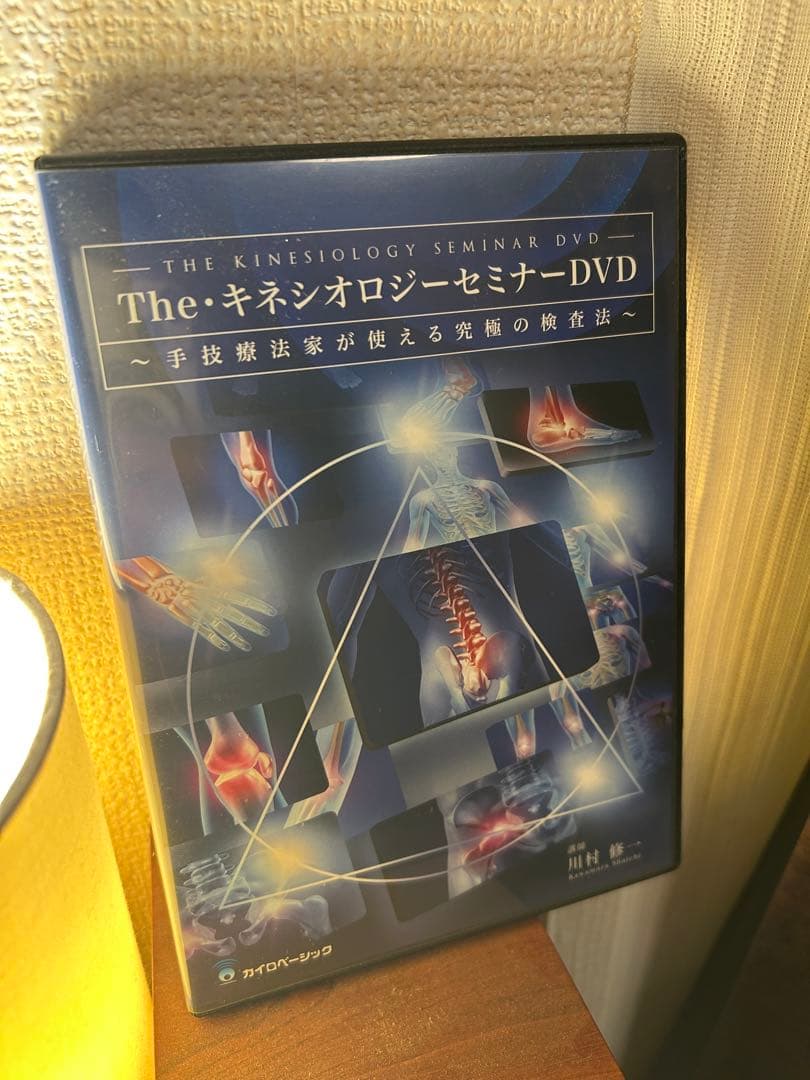 THE KINESIOLOGY SEMINAR DVD
The・キネシオロジーセミナーDVD
～手技療法家が使える究極の検査法～
講師
川村 修一
Kawamura Shuichi
カイロベーシック